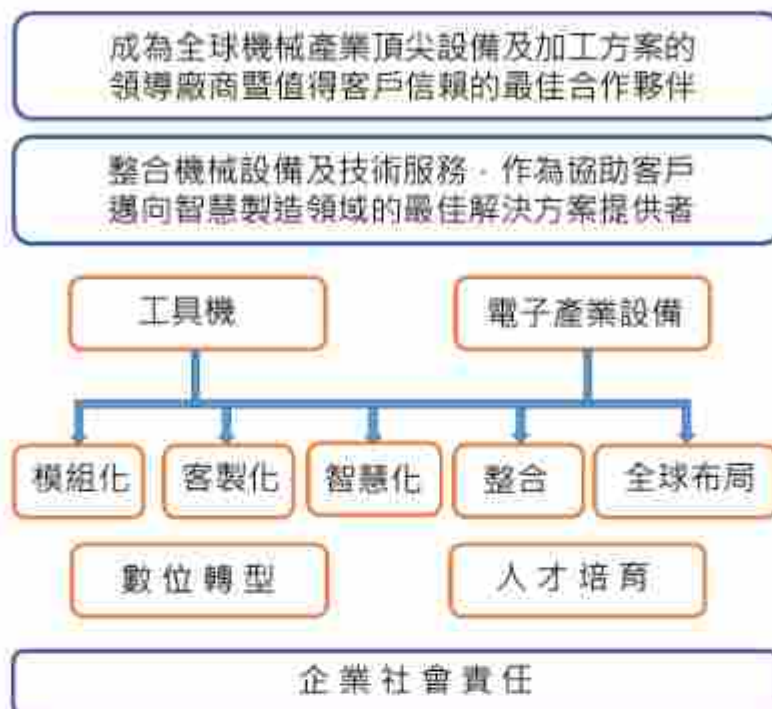 成為全球機械產業頂尖設備及加工方案的
領導廠商暨值得客戶信賴的最佳合作夥伴
整合機械設備及技術服務，作為協助客戶
邁向智慧製造領域的最佳解決方案提供者
工具機
電子產業設備
模組化
客製化
智慧化
整合
全球布局
數位轉型
人才培育
企業社會責任